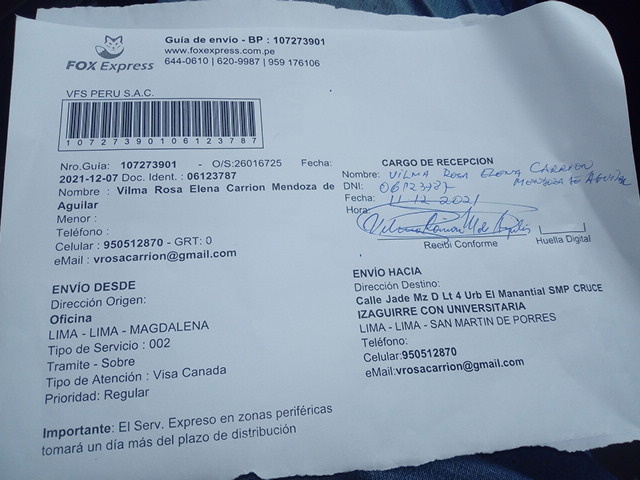 FOX Express
Guía de envío - BP : 107273901
www.foxexpress.com.pe
644-0610 | 620-9987 | 959 176106
VFS PERU S.A.C.
10727390106123787
Nro.Guía: 107273901 - O/S:26016725 Fecha:
2021-12-07 Doc. Ident. : 06123787
Nombre : Vilma Rosa Elena Carrion Mendoza de
Aguilar
Menor :
Teléfono :
Celular : 950512870 - GRT: 0
eMail : vrosacarrion@gmail.com
ENVÍO DESDE
Dirección Origen:
Oficina
LIMA - LIMA - MAGDALENA
Tipo de Servicio : 002
Tramite - Sobre
Tipo de Atención : Visa Canada
Prioridad: Regular
Importante: El Serv. Expreso en zonas periféricas
tomará un día más del plazo de distribución
CARGO DE RECEPCION
Nombre: VILMA ROSA ELENA CARRION
MENDOZA de AGUILAR
DNI: 06123787
Fecha: 11-12-2021
Hora:
Recibi Conforme
Huella Digital
ENVÍO HACIA
Dirección Destino:
Calle Jade Mz D Lt 4 Urb El Manantial SMP CRUCE
IZAGUIRRE CON UNIVERSITARIA
LIMA - LIMA - SAN MARTIN DE PORRES
Teléfono:
Celular:950512870
eMail:vrosacarrion@gmail.com